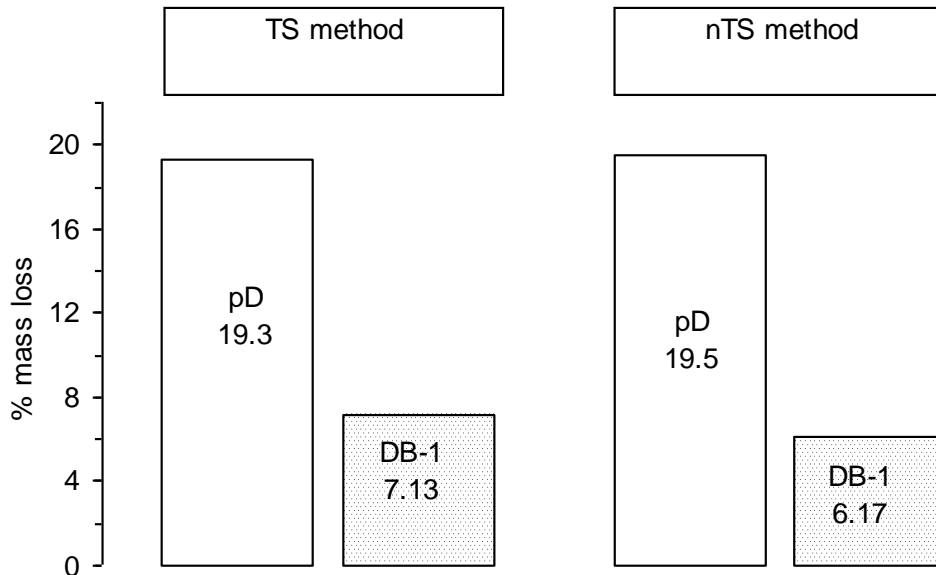 TS method
nTS method
% mass loss
20
16
12
8
4
0
pD
19.3
DB-1
7.13
pD
19.5
DB-1
6.17